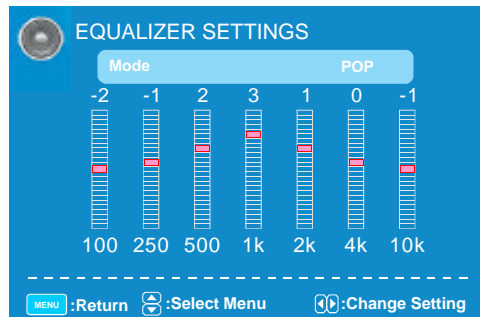 EQUALIZER SETTINGS
Mode POP
-2 -1 2 3 1 0 -1
100 250 500 1k 2k 4k 10k
MENU :Return :Select Menu :Change Setting